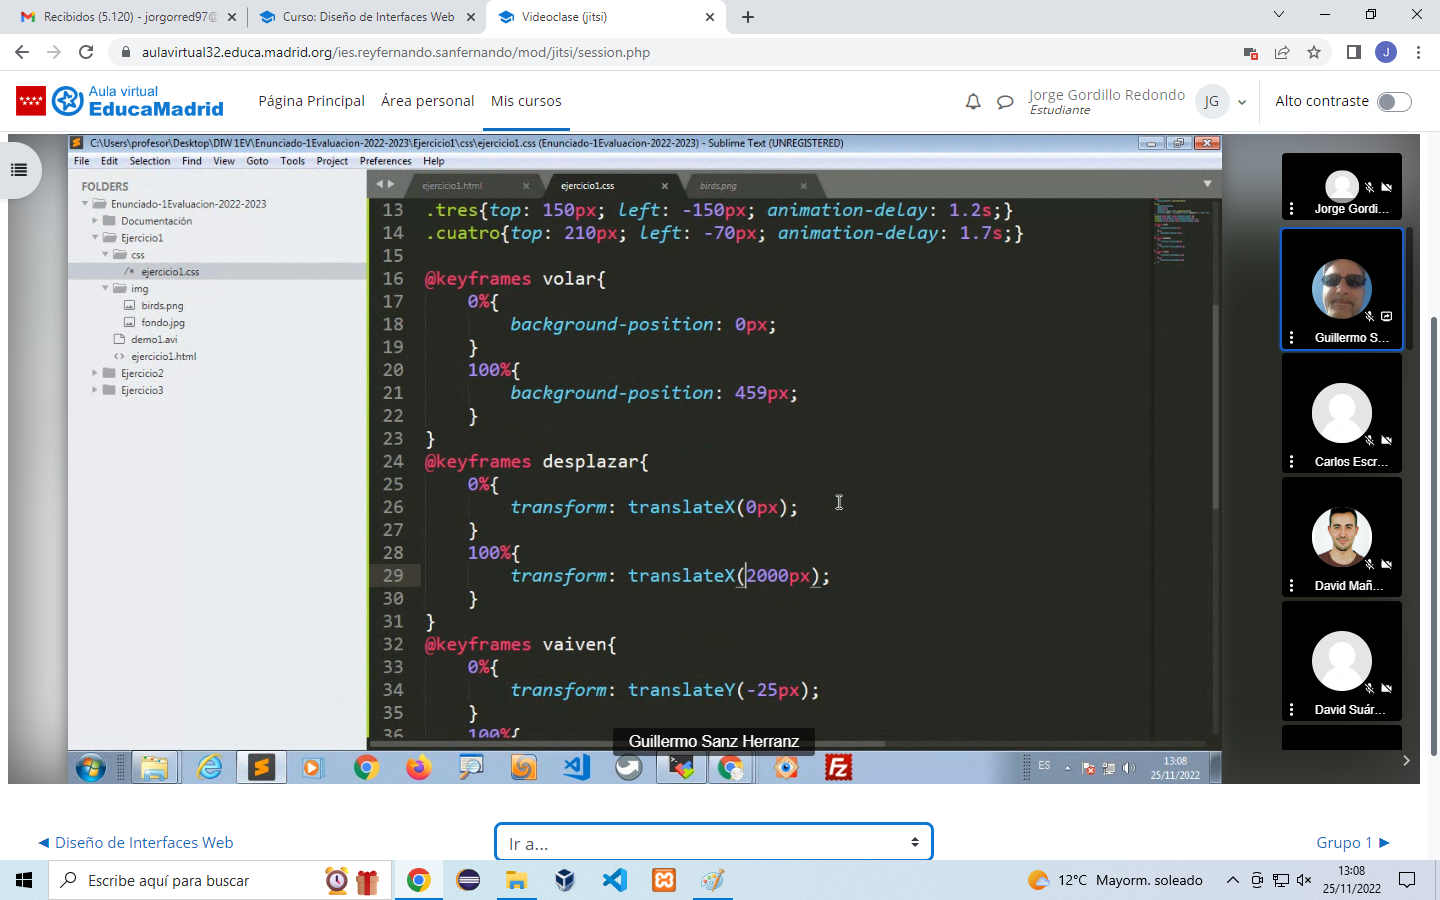 Recibidos (5.120) - jorgorred97@
Curso: Diseño de Interfaces Web
Videoclase (jitsi)
aulavirtual32.educa.madrid.org/ies.reyfernando.sanfernando/mod/jitsi/session.php
J
Aula virtual
EducaMadrid
Página Principal
Área personal
Mis cursos
Jorge Gordillo Redondo
Estudiante
JG
Alto contraste
C:\Users\profesor\Desktop\DIW 1EV\Enunciado-1Evaluacion-2022-2023\Ejercicio1\css\ejercicio1.css (Enunciado-1Evaluacion-2022-2023) - Sublime Text (UNREGISTERED)
File Edit Selection Find View Goto Tools Project Preferences Help
FOLDERS
Enunciado-1Evaluacion-2022-2023
Documentación
Ejercicio1
css
/* ejercicio1.css
img
birds.png
fondo.jpg
demo1.avi
<> ejercicio1.html
Ejercicio2
Ejercicio3
ejercicio1.html
ejercicio1.css
birds.png
13 .tres{top: 150px; left: -150px; animation-delay: 1.2s;}
14 .cuatro{top: 210px; left: -70px; animation-delay: 1.7s;}
15
16 @keyframes volar{
17 0%{
18 background-position: 0px;
19 }
20 100%{
21 background-position: 459px;
22 }
23 }
24 @keyframes desplazar{
25 0%{
26 transform: translateX(0px);
27 }
28 100%{
29 transform: translateX(2000px);
30 }
31 }
32 @keyframes vaiven{
33 0%{
34 transform: translateY(-25px);
35 }
36 100%{
Guillermo Sanz Herranz
ES
13:08
25/11/2022
Jorge Gordi...
Guillermo S...
Carlos Escr...
David Mañ...
David Suár...
◄ Diseño de Interfaces Web
Ir a...
Grupo 1 ►
Escribe aquí para buscar
12°C Mayorm. soleado
13:08
25/11/2022